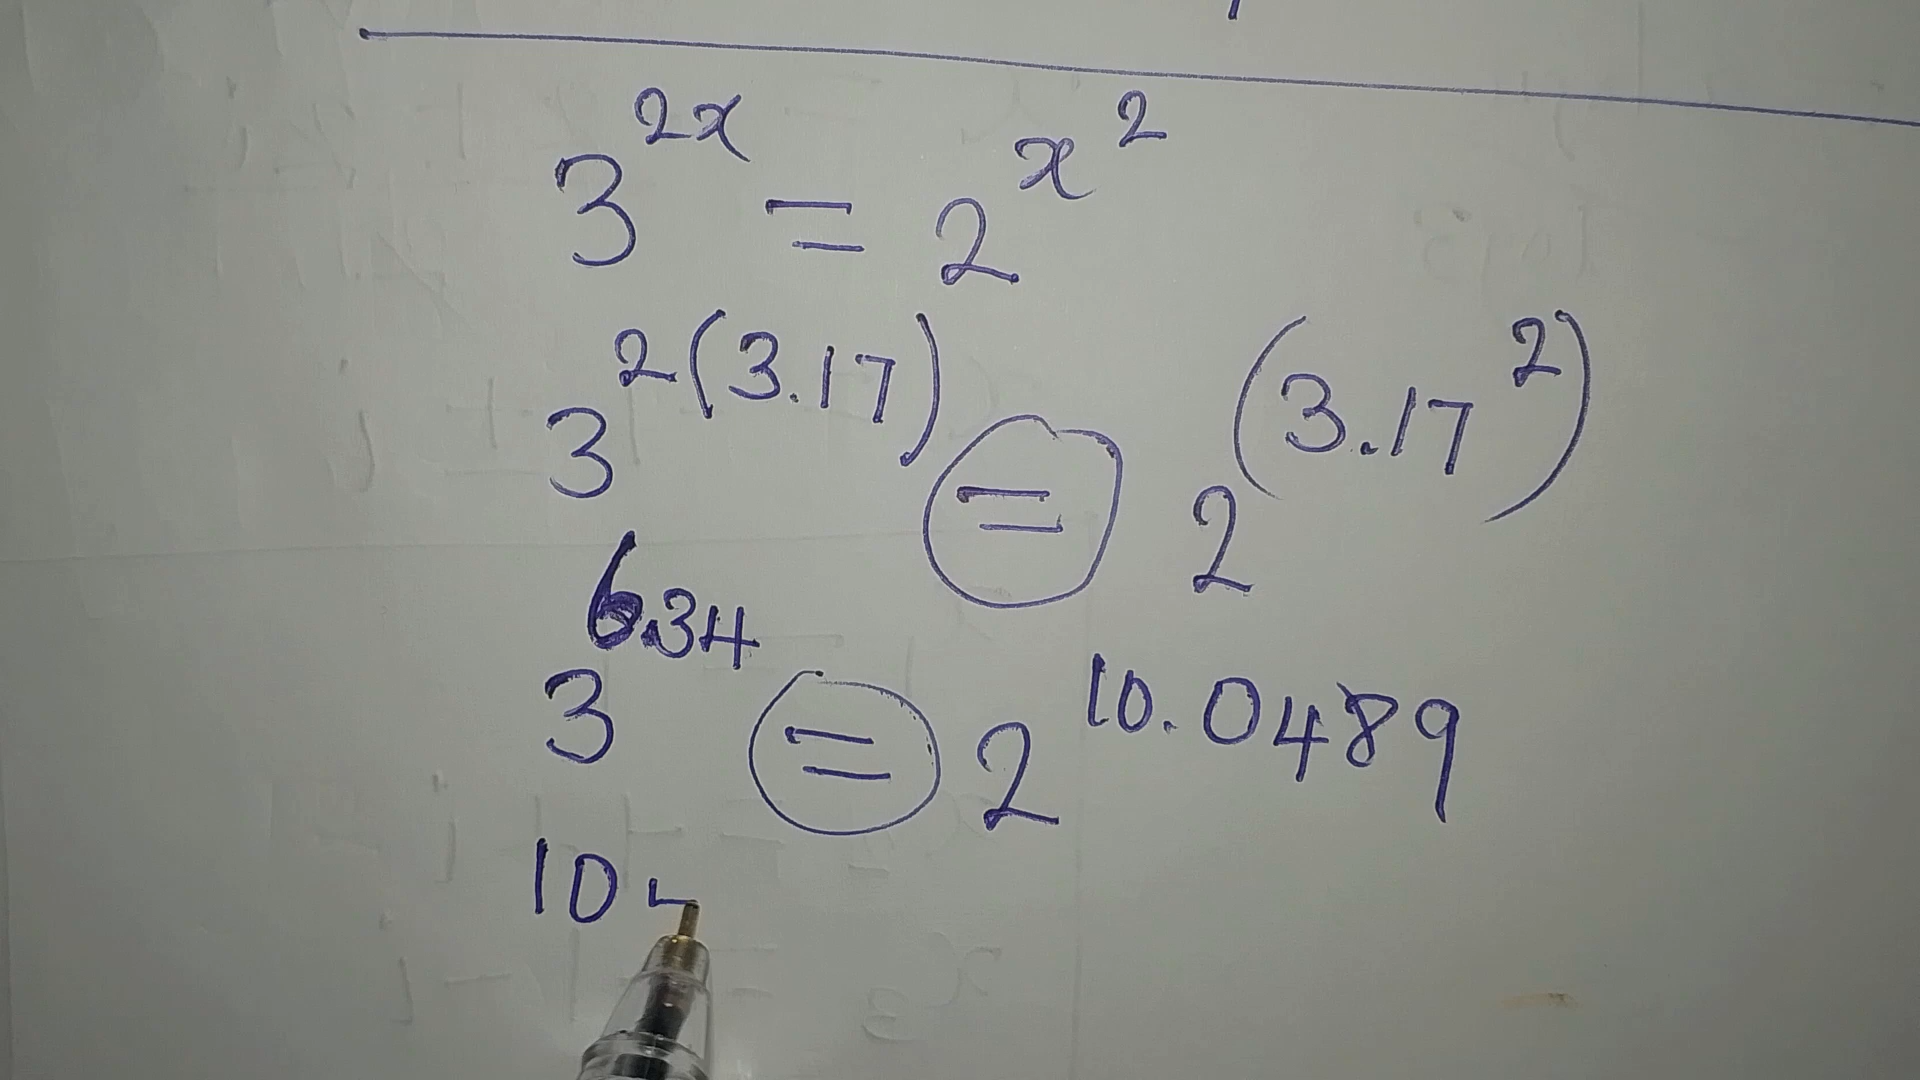 3^{2x} = 2^{x^2}
3^{2(3.17)} = 2^{(3.17^2)}
3^{6.34} = 2^{10.0489}
10